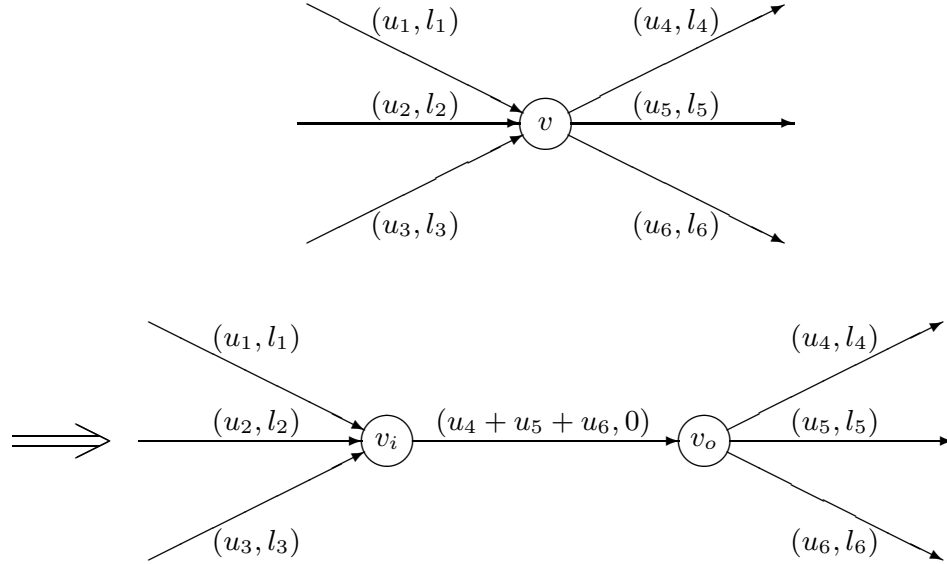 (u₁, l₁) (u₄, l₄)
(u₂, l₂) v (u₅, l₅)
(u₃, l₃) (u₆, l₆)
(u₁, l₁) (u₄, l₄)
(u₂, l₂) vᵢ (u₄ + u₅ + u₆, 0) vₒ (u₅, l₅)
(u₃, l₃) (u₆, l₆)